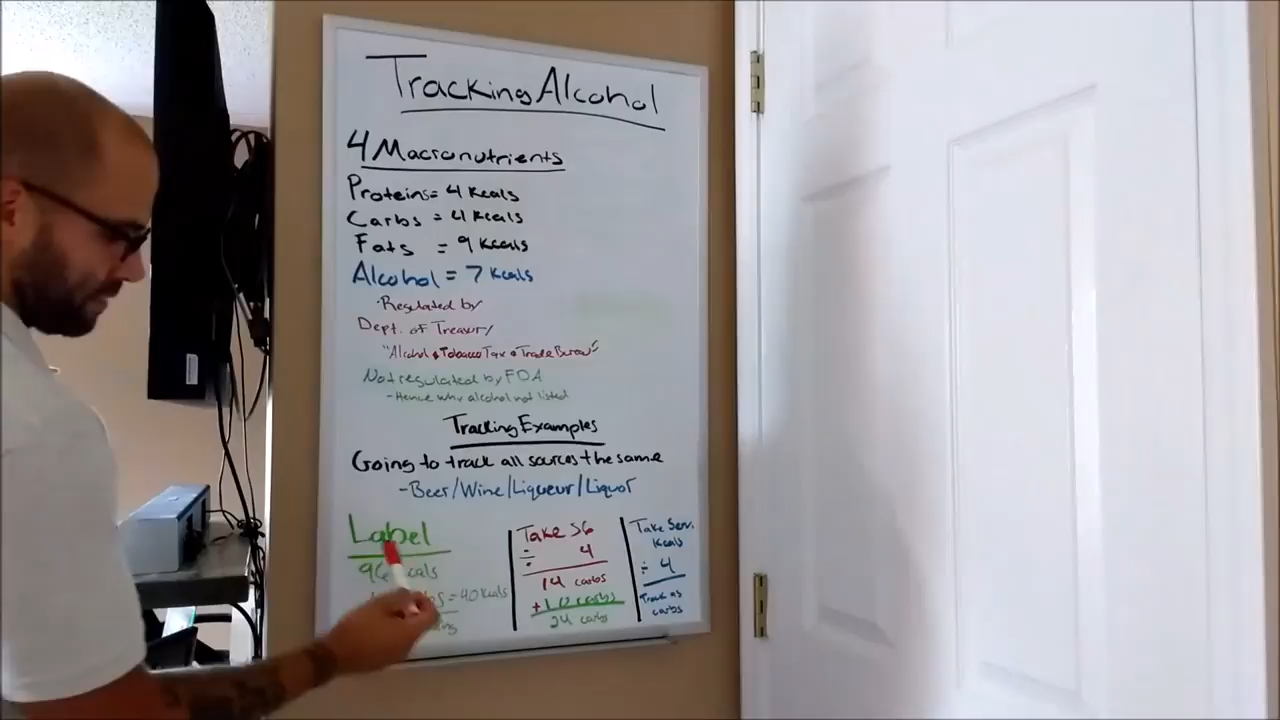 Tracking Alcohol
4 Macronutrients
Proteins = 4 Kcals
Carbs = 4 Kcals
Fats = 9 Kcals
Alcohol = 7 Kcals
· Regulated by
Dept. of Treasury
"Alcohol & Tobacco Tax & Trade Bureau"
Not regulated by FDA
- Hence why alcohol not listed
Tracking Examples
Going to track all sources the same
- Beer/Wine/Liqueur/Liquor
Label
cals
= 40 Kcals
Take 56
÷ 4
14 carbs
+10 carbs
24 carbs
Take Serv.
Kcals
÷ 4
Track as
carbs